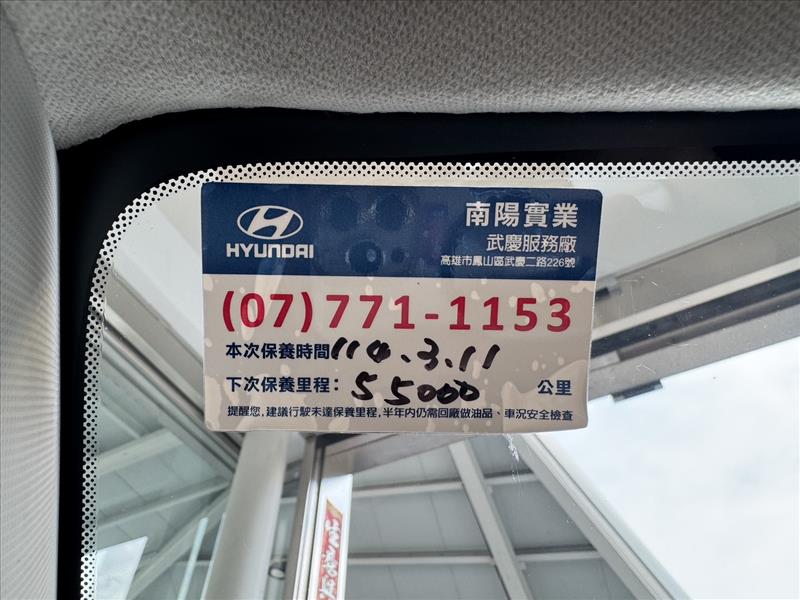 HYUNDAI
南陽實業
武慶服務廠
高雄市鳳山區武慶二路226號
(07)771-1153
本次保養時間114.3.11
下次保養里程：55000 公里
提醒您，建議行駛未達保養里程，半年內仍需回廠做油品、車況安全檢查